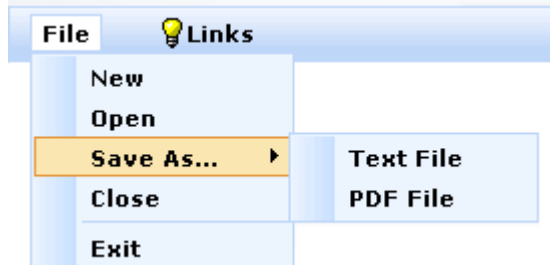 File Links
New
Open
Save As... Text File
Close PDF File
Exit